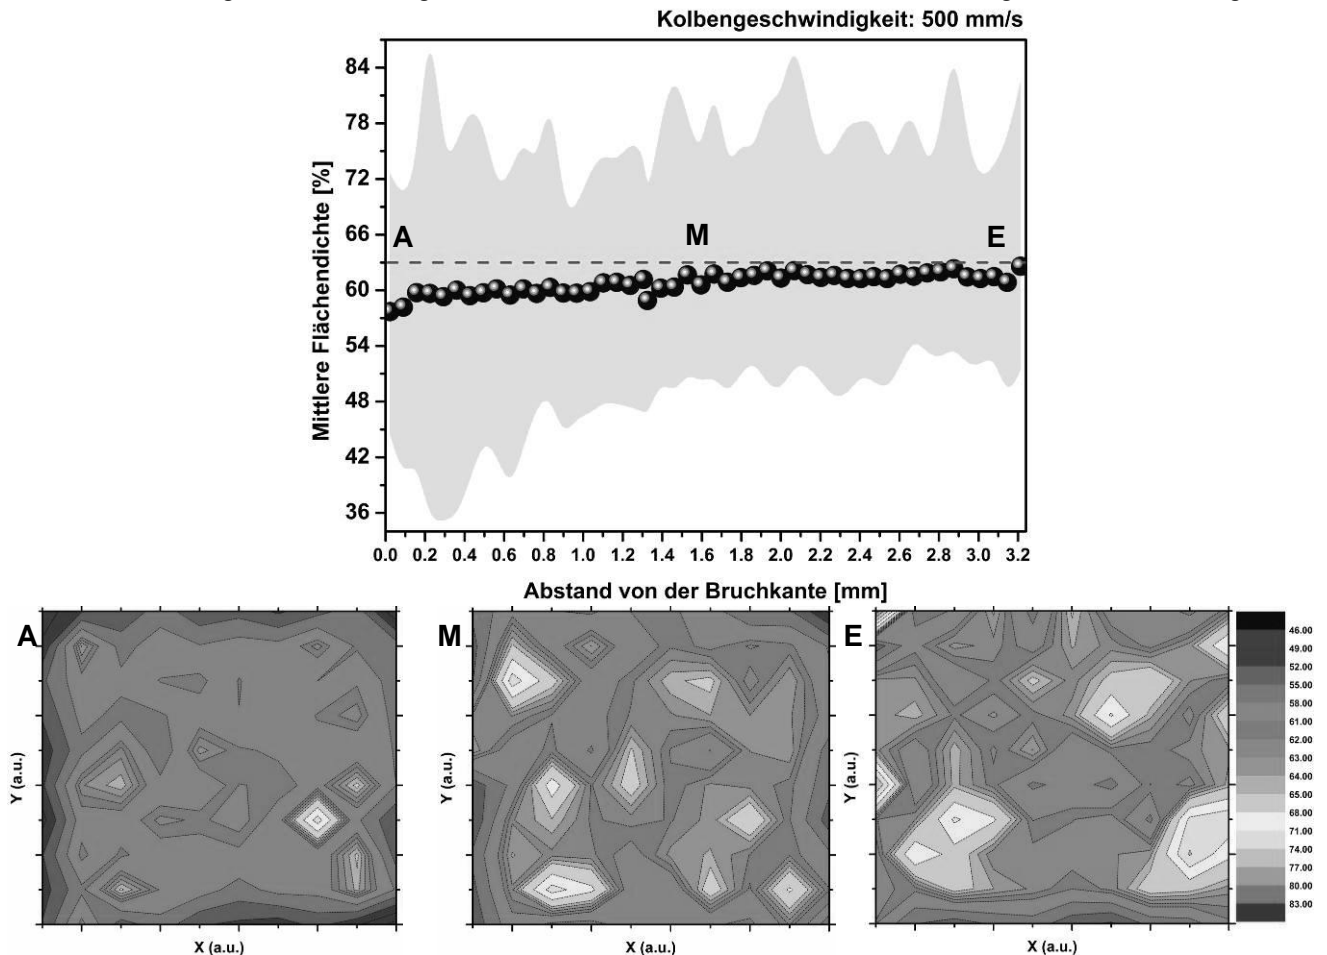 Kolbengeschwindigkeit: 500 mm/s
Mittlere Flächendichte [%]
84
78
72
66
60
54
48
42
36
A
M
E
0.0 0.2 0.4 0.6 0.8 1.0 1.2 1.4 1.6 1.8 2.0 2.2 2.4 2.6 2.8 3.0 3.2
Abstand von der Bruchkante [mm]
A
Y (a.u.)
X (a.u.)
M
Y (a.u.)
X (a.u.)
E
Y (a.u.)
X (a.u.)
46.00
49.00
52.00
55.00
58.00
61.00
62.00
63.00
64.00
65.00
68.00
71.00
74.00
77.00
80.00
83.00